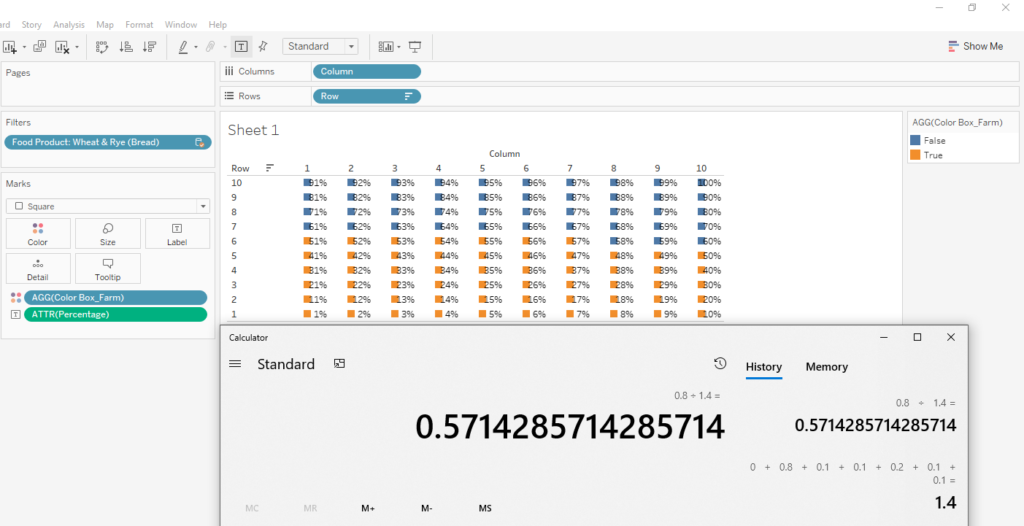 ard Story Analysis Map Format Window Help
Standard Show Me
Pages
Columns Column
Rows Row
Filters
Food Product: Wheat & Rye (Bread)
Marks
Square
Color Size Label
Detail Tooltip
AGG(Color Box_Farm)
ATTR(Percentage)
Sheet 1
Column
Row 1 2 3 4 5 6 7 8 9 10
10 91% 92% 93% 94% 95% 96% 97% 98% 99% 100%
9 81% 82% 83% 84% 85% 86% 87% 88% 89% 90%
8 71% 72% 73% 74% 75% 76% 77% 78% 79% 80%
7 61% 62% 63% 64% 65% 66% 67% 68% 69% 70%
6 51% 52% 53% 54% 55% 56% 57% 58% 59% 60%
5 41% 42% 43% 44% 45% 46% 47% 48% 49% 50%
4 31% 32% 33% 34% 35% 36% 37% 38% 39% 40%
3 21% 22% 23% 24% 25% 26% 27% 28% 29% 30%
2 11% 12% 13% 14% 15% 16% 17% 18% 19% 20%
1 1% 2% 3% 4% 5% 6% 7% 8% 9% 10%
AGG(Color Box_Farm)
False
True
Calculator
Standard
0.8 ÷ 1.4 =
0.5714285714285714
MC MR M+ M- MS
History Memory
0.8 ÷ 1.4 =
0.5714285714285714
0 + 0.8 + 0.1 + 0.1 + 0.2 + 0.1 +
0.1 =
1.4